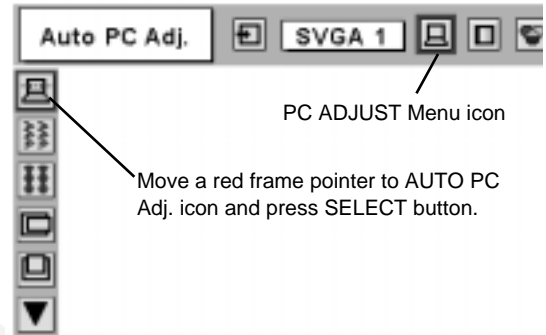 Auto PC Adj. SVGA 1
PC ADJUST Menu icon
Move a red frame pointer to AUTO PC
Adj. icon and press SELECT button.